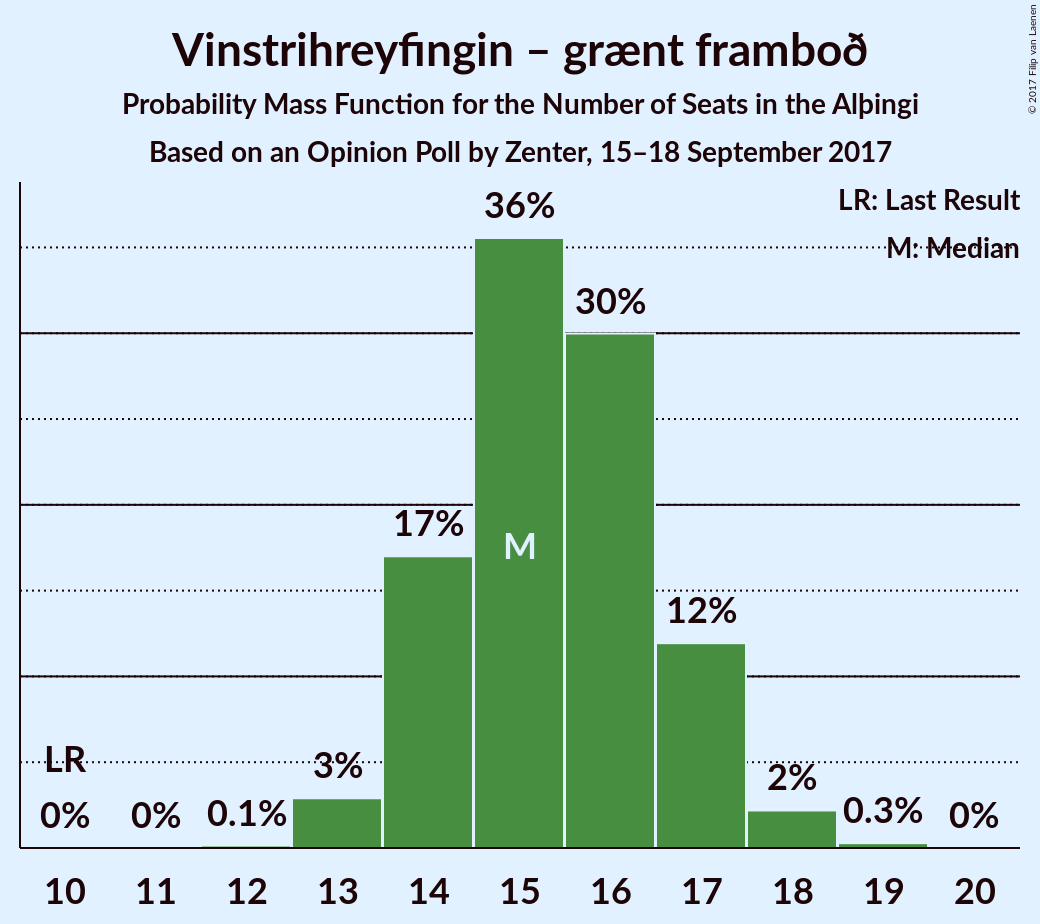 Vinstrihreyfingin – grænt framboð
Probability Mass Function for the Number of Seats in the Alþingi
Based on an Opinion Poll by Zenter, 15–18 September 2017
© 2017 Filip van Laenen
LR: Last Result
M: Median
36%
30%
17%
M
12%
LR
3%
2%
0% 0% 0.1% 0.3% 0%
10 11 12 13 14 15 16 17 18 19 20